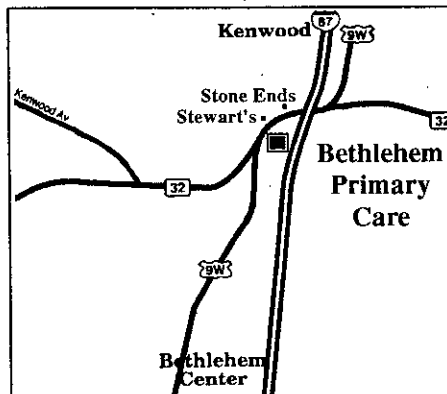 87
Kenwood
9W
Stone Ends
Stewart's
Kenwood Av
32
32
Bethlehem
Primary
Care
9W
Bethlehem
Center